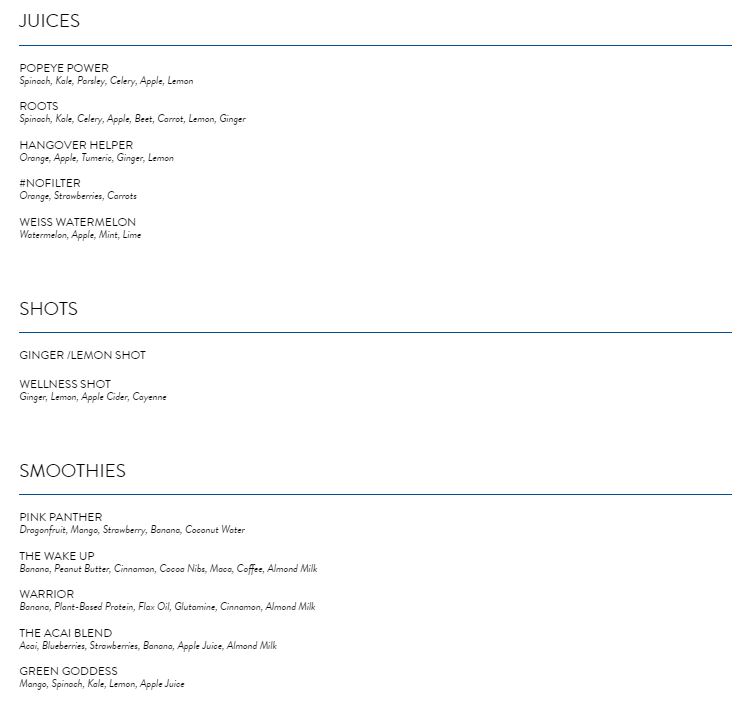 JUICES
POPEYE POWER
Spinach, Kale, Parsley, Celery, Apple, Lemon
ROOTS
Spinach, Kale, Celery, Apple, Beet, Carrot, Lemon, Ginger
HANGOVER HELPER
Orange, Apple, Tumeric, Ginger, Lemon
#NOFILTER
Orange, Strawberries, Carrots
WEISS WATERMELON
Watermelon, Apple, Mint, Lime
SHOTS
GINGER /LEMON SHOT
WELLNESS SHOT
Ginger, Lemon, Apple Cider, Cayenne
SMOOTHIES
PINK PANTHER
Dragonfruit, Mango, Strawberry, Banana, Coconut Water
THE WAKE UP
Banana, Peanut Butter, Cinnamon, Cocoa Nibs, Maca, Coffee, Almond Milk
WARRIOR
Banana, Plant-Based Protein, Flax Oil, Glutamine, Cinnamon, Almond Milk
THE ACAI BLEND
Acai, Blueberries, Strawberries, Banana, Apple Juice, Almond Milk
GREEN GODDESS
Mango, Spinach, Kale, Lemon, Apple Juice